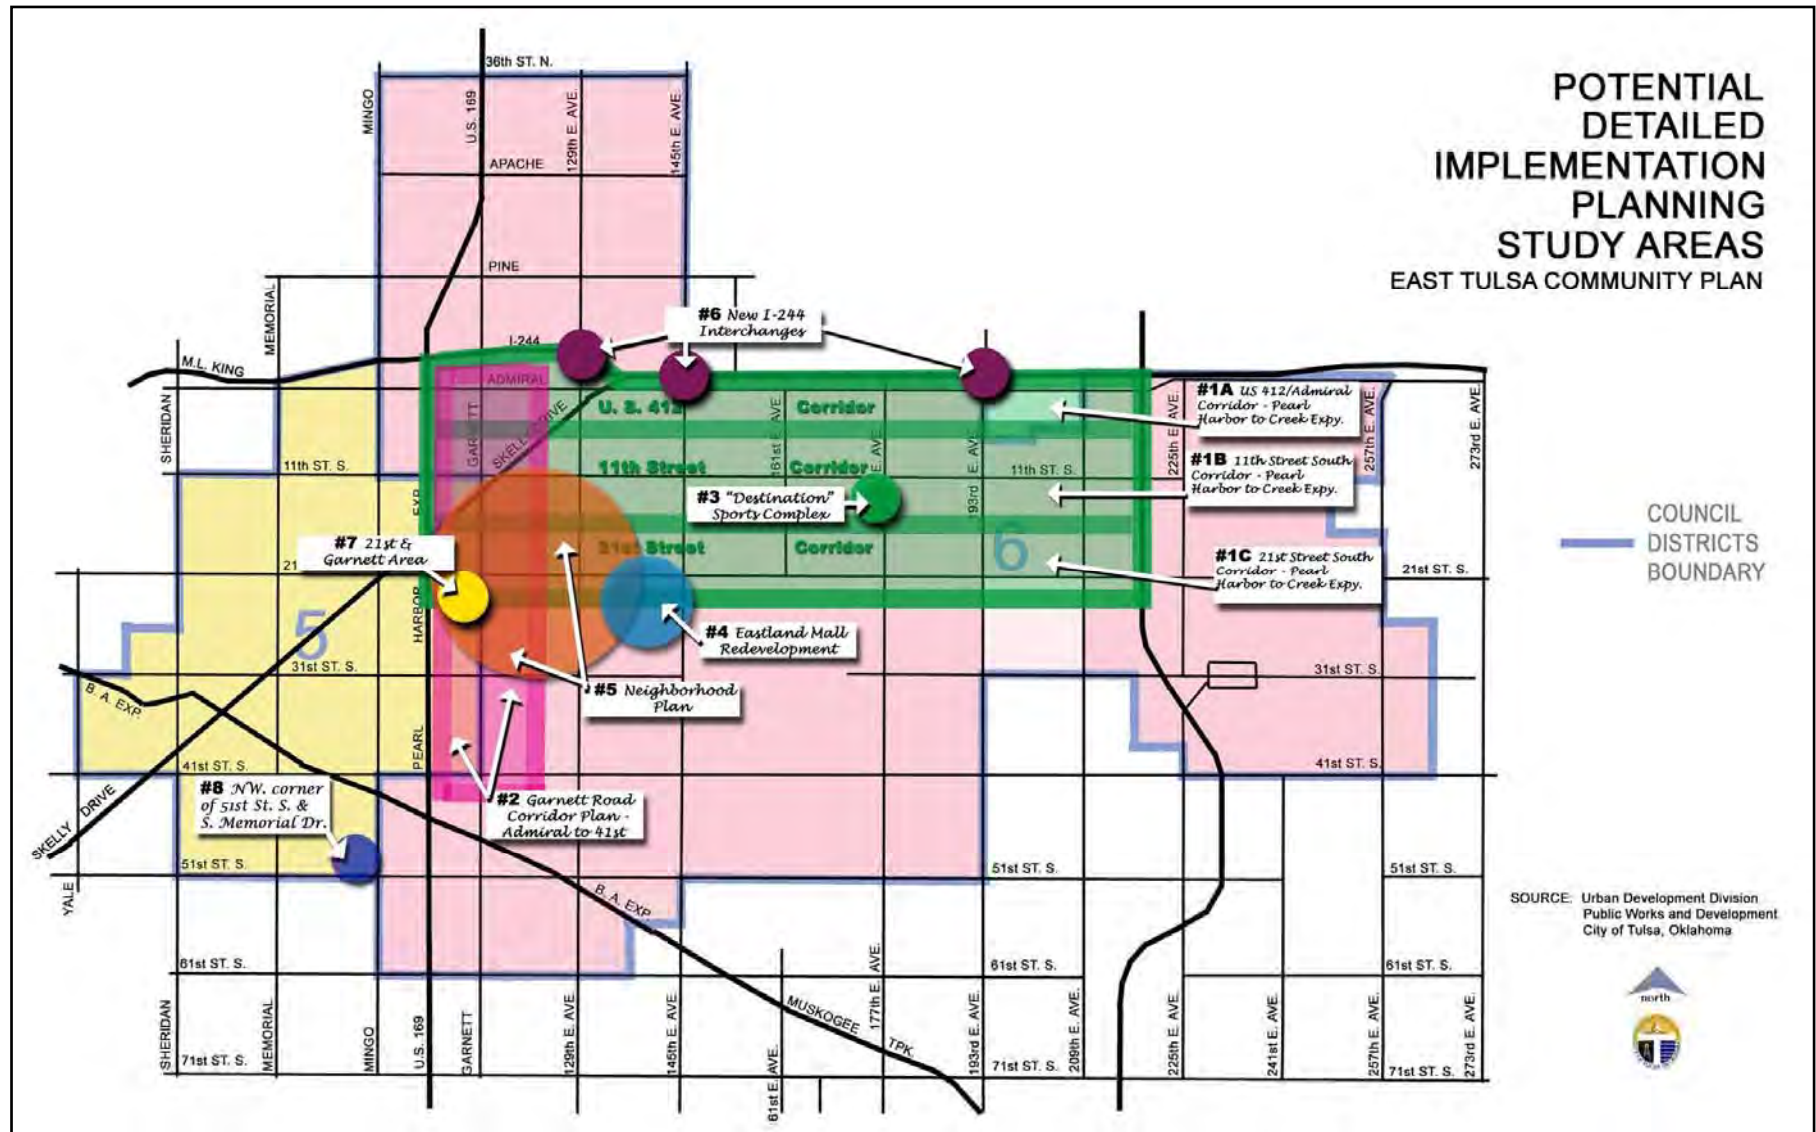 POTENTIAL
DETAILED
IMPLEMENTATION
PLANNING
STUDY AREAS
EAST TULSA COMMUNITY PLAN
36th ST. N.
MINGO
U.S. 169
129th E. AVE.
145th E. AVE.
APACHE
PINE
MEMORIAL
#6 New I-244
Interchanges
I-244
M.L. KING
ADMIRAL
SHERIDAN
GARNETT
SKELLY DRIVE
U. S. 412
Corridor
161st E. AVE.
#1A US 412/Admiral
Corridor - Pearl
Harbor to Creek Expy.
225th E. AVE.
257th E. AVE.
273rd E. AVE.
11th ST. S.
11th Street
Corridor
E. AVE.
193rd E. AVE.
11th ST. S.
#1B 11th Street South
Corridor - Pearl
Harbor to Creek Expy.
EXP.
#3 "Destination"
Sports Complex
#7 21st &
Garnett Area
21st Street
Corridor
6
#1C 21st Street South
Corridor - Pearl
Harbor to Creek Expy.
21
21st ST. S.
COUNCIL
DISTRICTS
BOUNDARY
HARBOR
5
#4 Eastland Mall
Redevelopment
31st ST. S.
31st ST. S.
B. A. EXP.
#5 Neighborhood
Plan
PEARL
41st ST. S.
41st ST. S.
#8 NW. corner
of 51st St. S. &
S. Memorial Dr.
#2 Garnett Road
Corridor Plan -
Admiral to 41st
SKELLY DRIVE
51st ST. S.
51st ST. S.
51st ST. S.
YALE
B. A. EXP.
SOURCE: Urban Development Division
Public Works and Development
City of Tulsa, Oklahoma
61st ST. S.
61st ST. S.
61st ST. S.
north
SHERIDAN
MEMORIAL
MINGO
U.S. 169
GARNETT
129th E. AVE.
145th E. AVE.
61st E. AVE.
MUSKOGEE
TPK.
177th E. AVE.
193rd E. AVE.
209th E. AVE.
225th E. AVE.
241st E. AVE.
257th E. AVE.
273rd E. AVE.
71st ST. S.
71st ST. S.
71st ST. S.